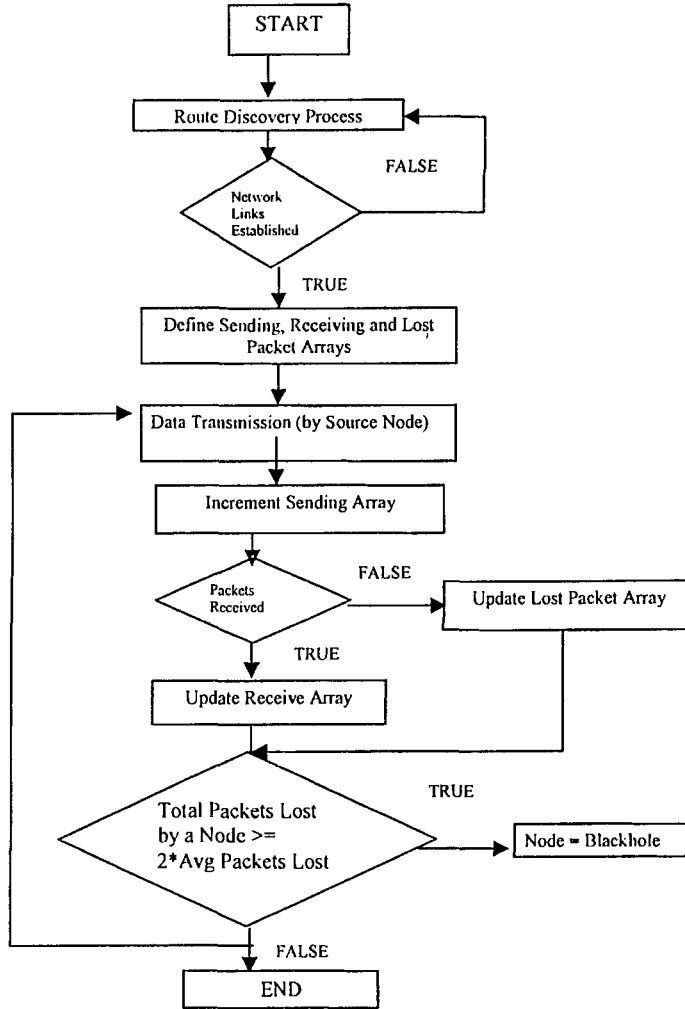 START
Route Discovery Process
FALSE
Network
Links
Established
TRUE
Define Sending, Receiving and Lost
Packet Arrays
Data Transmission (by Source Node)
Increment Sending Array
FALSE
Packets
Received
Update Lost Packet Array
TRUE
Update Receive Array
TRUE
Total Packets Lost
by a Node >=
2*Avg Packets Lost
Node = Blackhole
FALSE
END